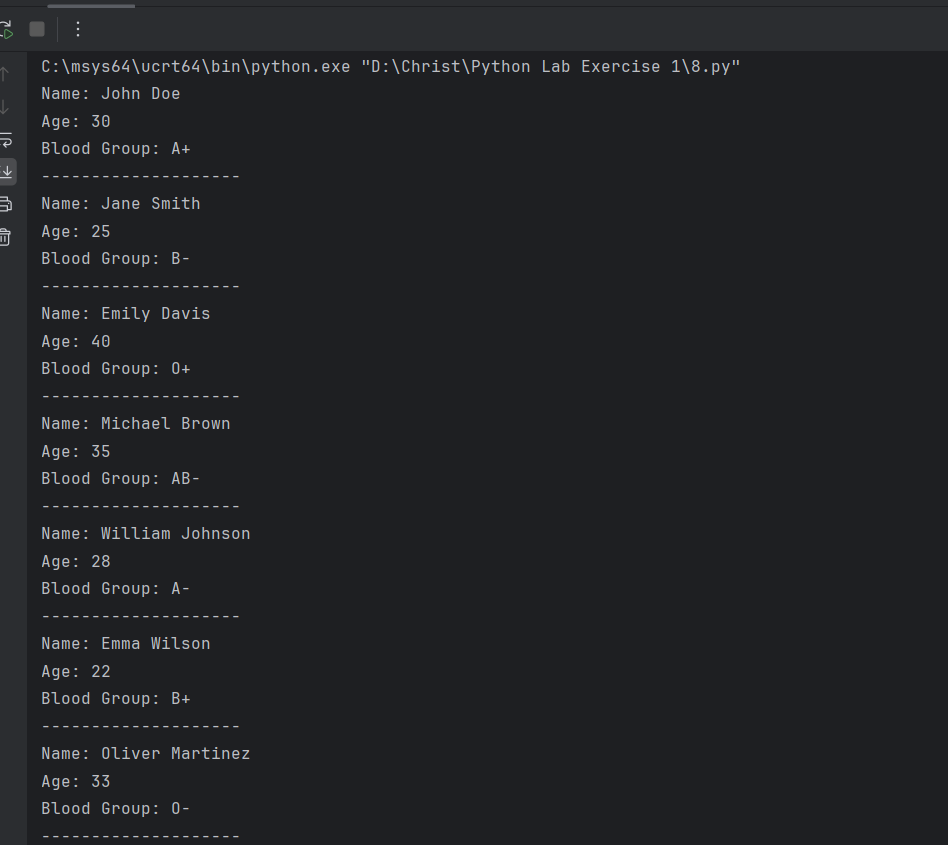 C:\msys64\ucrt64\bin\python.exe "D:\Christ\Python Lab Exercise 1\8.py"
Name: John Doe
Age: 30
Blood Group: A+
--------------------
Name: Jane Smith
Age: 25
Blood Group: B-
--------------------
Name: Emily Davis
Age: 40
Blood Group: O+
--------------------
Name: Michael Brown
Age: 35
Blood Group: AB-
--------------------
Name: William Johnson
Age: 28
Blood Group: A-
--------------------
Name: Emma Wilson
Age: 22
Blood Group: B+
--------------------
Name: Oliver Martinez
Age: 33
Blood Group: O-
--------------------